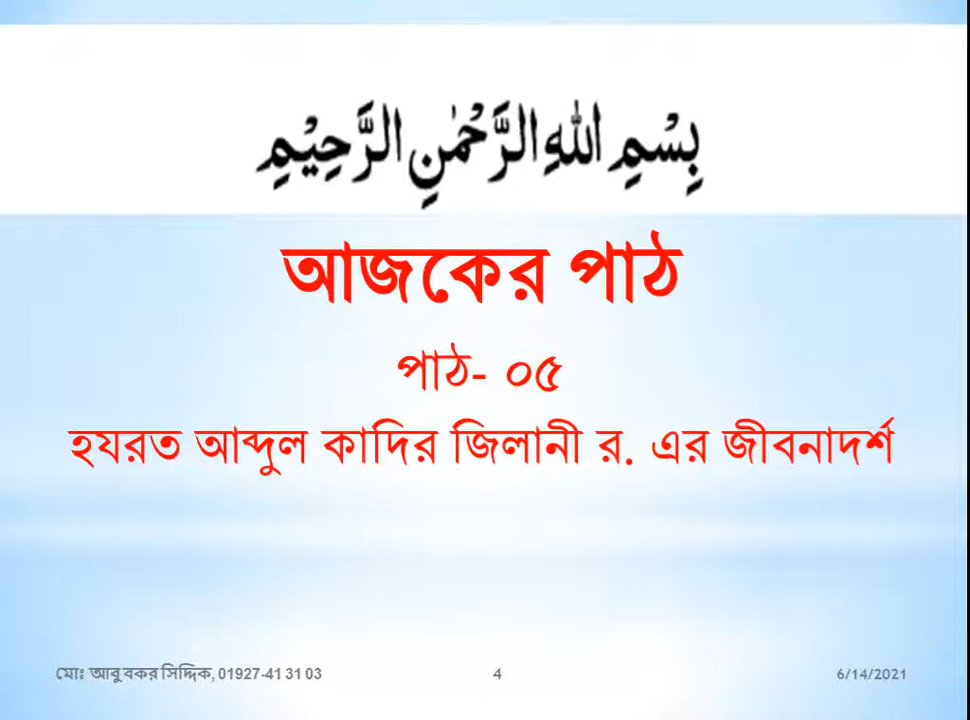 بِسْمِ اللهِ الرَّحْمٰنِ الرَّحِيْمِ
আজকের পাঠ
পাঠ- ০৫
হযরত আব্দুল কাদির জিলানী র. এর জীবনাদর্শ
মোঃ আবু বকর সিদ্দিক, 01927-41 31 03 4 6/14/2021